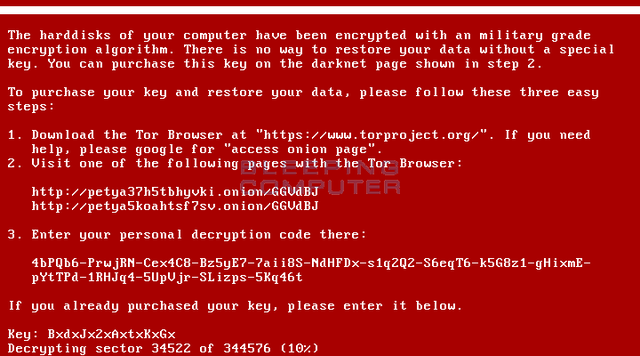 The harddisks of your computer have been encrypted with an military grade
encryption algorithm. There is no way to restore your data without a special
key. You can purchase this key on the darknet page shown in step 2.
To purchase your key and restore your data, please follow these three easy
steps:
1. Download the Tor Browser at "https://www.torproject.org/". If you need
help, please google for "access onion page".
2. Visit one of the following pages with the Tor Browser:
BLEEPING
COMPUTER
http://petya37h5tbhyvki.onion/GGVdBJ
http://petya5koahtsf7sv.onion/GGVdBJ
3. Enter your personal decryption code there:
4bPQb6-PrwjRN-Cex4C8-Bz5yE7-7aii8S-NdHFDx-s1q2Q2-S6eqT6-k5G8z1-gHixmE-
pYtTPd-1RHJq4-5UpVjr-SLizps-5Kq46t
If you already purchased your key, please enter it below.
Key: BxdxJxZxAxtxKxGx
Decrypting sector 34522 of 344576 (10%)